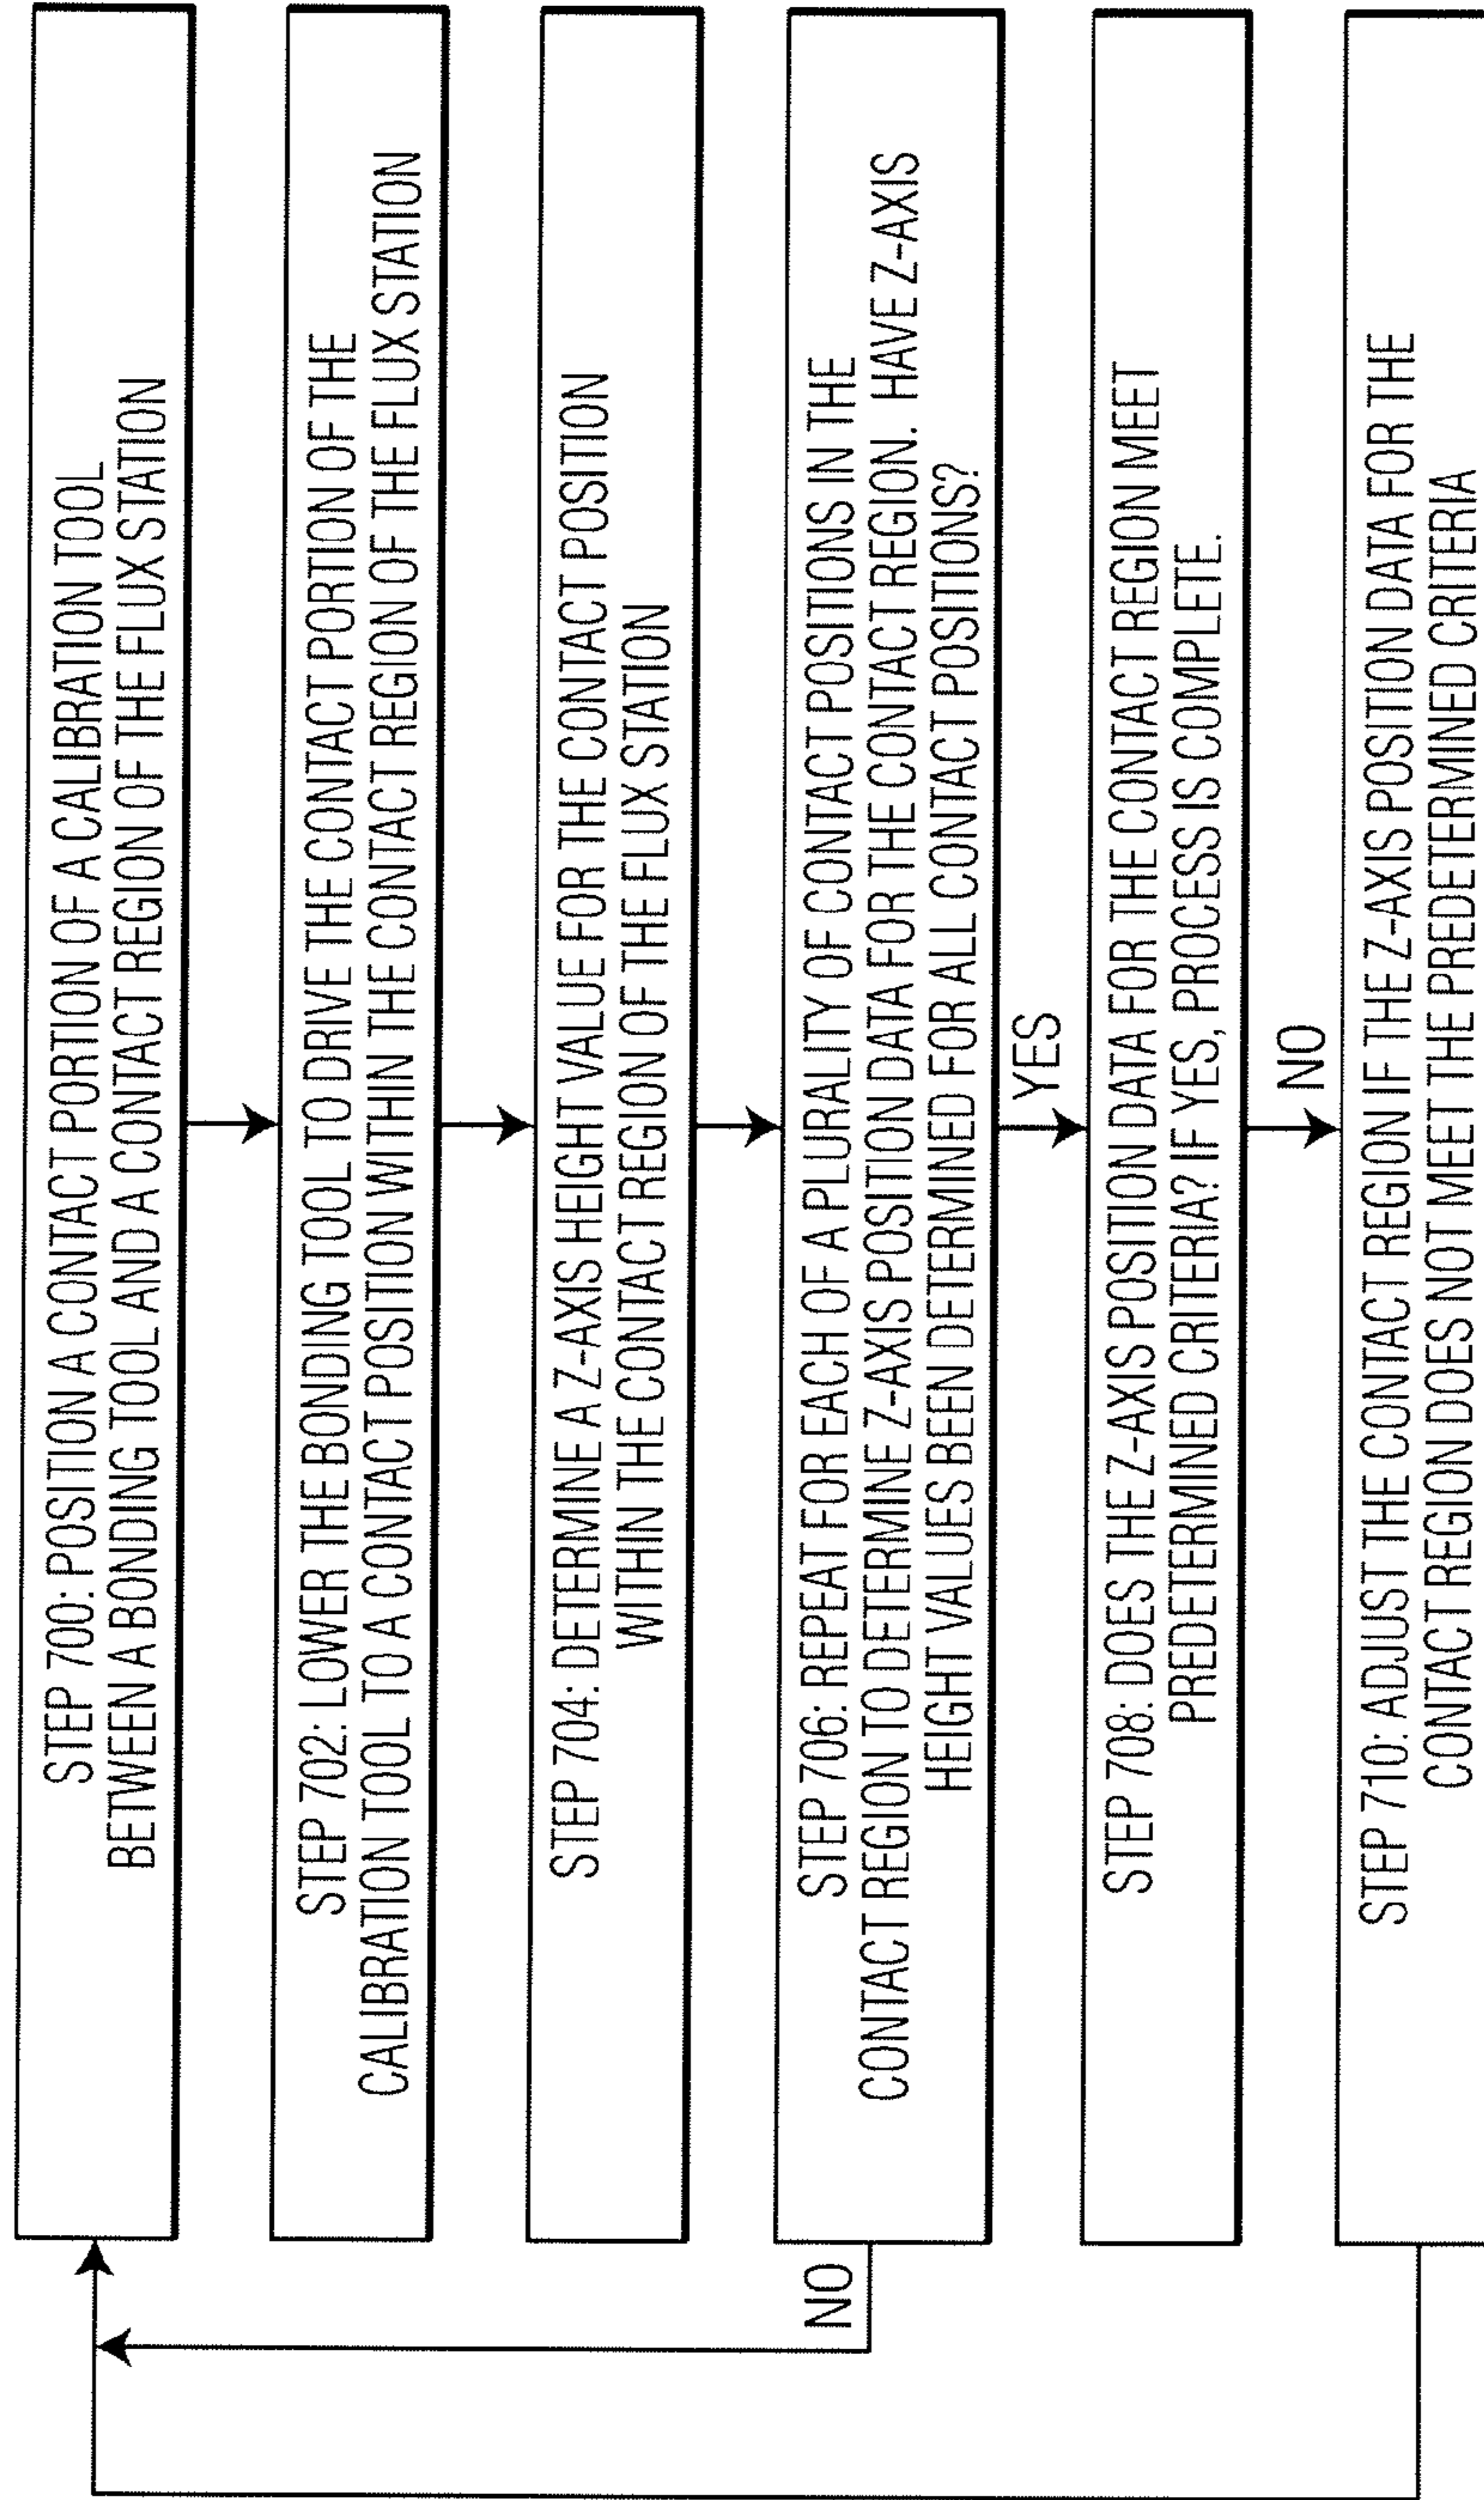 STEP 700: POSITION A CONTACT PORTION OF A CALIBRATION TOOL
BETWEEN A BONDING TOOL AND A CONTACT REGION OF THE FLUX STATION
STEP 702: LOWER THE BONDING TOOL TO DRIVE THE CONTACT PORTION OF THE
CALIBRATION TOOL TO A CONTACT POSITION WITHIN THE CONTACT REGION OF THE FLUX STATION
STEP 704: DETERMINE A Z-AXIS HEIGHT VALUE FOR THE CONTACT POSITION
WITHIN THE CONTACT REGION OF THE FLUX STATION
STEP 706: REPEAT FOR EACH OF A PLURALITY OF CONTACT POSITIONS IN THE
CONTACT REGION TO DETERMINE Z-AXIS POSITION DATA FOR THE CONTACT REGION. HAVE Z-AXIS
HEIGHT VALUES BEEN DETERMINED FOR ALL CONTACT POSITIONS?
NO
YES
STEP 708: DOES THE Z-AXIS POSITION DATA FOR THE CONTACT REGION MEET
PREDETERMINED CRITERIA? IF YES, PROCESS IS COMPLETE.
NO
STEP 710: ADJUST THE CONTACT REGION IF THE Z-AXIS POSITION DATA FOR THE
CONTACT REGION DOES NOT MEET THE PREDETERMINED CRITERIA